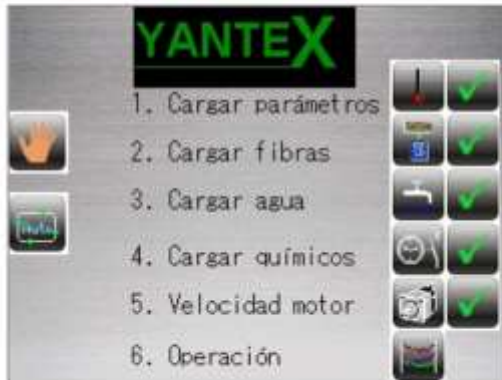 YANTEX
1. Cargar parámetros
2. Cargar fibras
3. Cargar agua
4. Cargar químicos
5. Velocidad motor
6. Operación